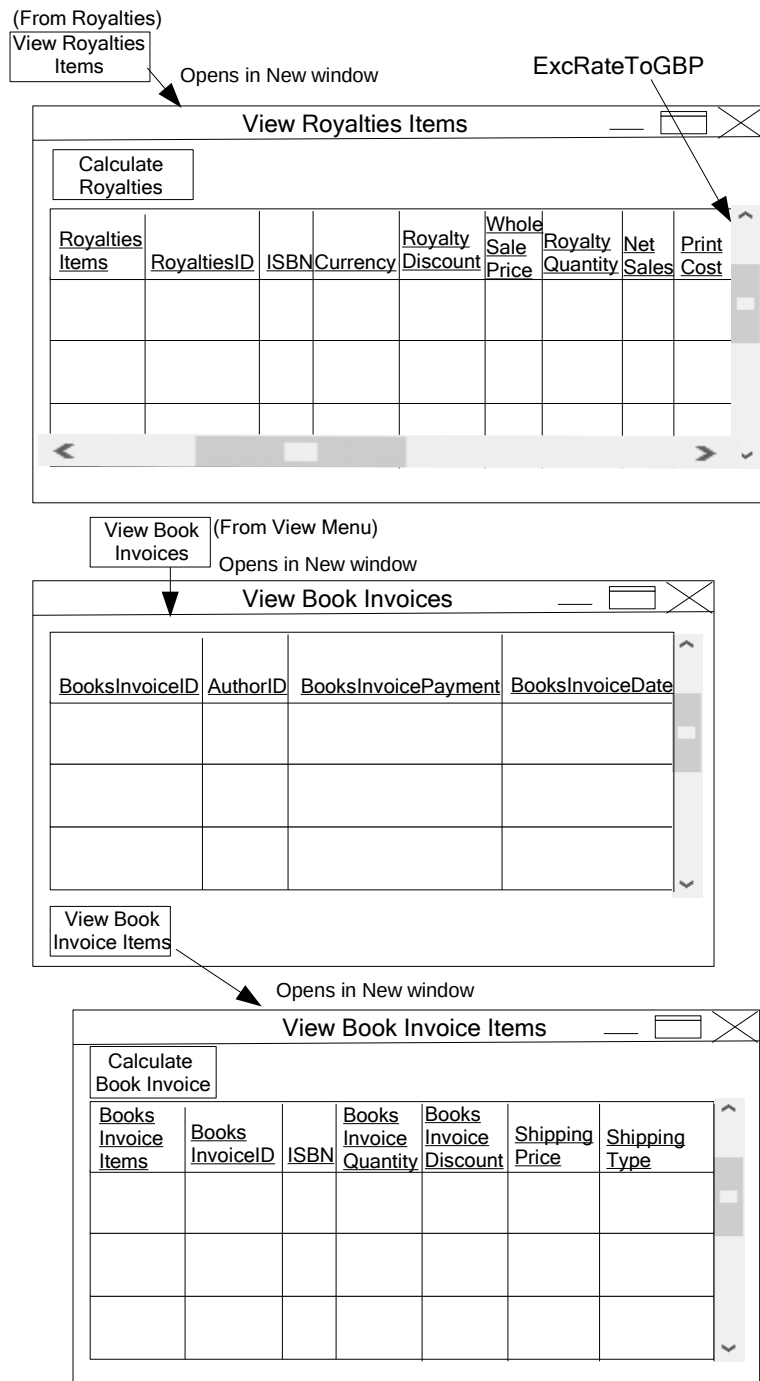 (From Royalties)
View Royalties
Items
Opens in New window
ExcRateToGBP
View Royalties Items
Calculate
Royalties
Royalties
Items
RoyaltiesID
ISBN
Currency
Royalty
Discount
Whole
Sale
Price
Royalty
Quantity
Net
Sales
Print
Cost
View Book
Invoices
(From View Menu)
Opens in New window
View Book Invoices
BooksInvoiceID
AuthorID
BooksInvoicePayment
BooksInvoiceDate
View Book
Invoice Items
Opens in New window
View Book Invoice Items
Calculate
Book Invoice
Books
Invoice
Items
Books
InvoiceID
ISBN
Books
Invoice
Quantity
Books
Invoice
Discount
Shipping
Price
Shipping
Type